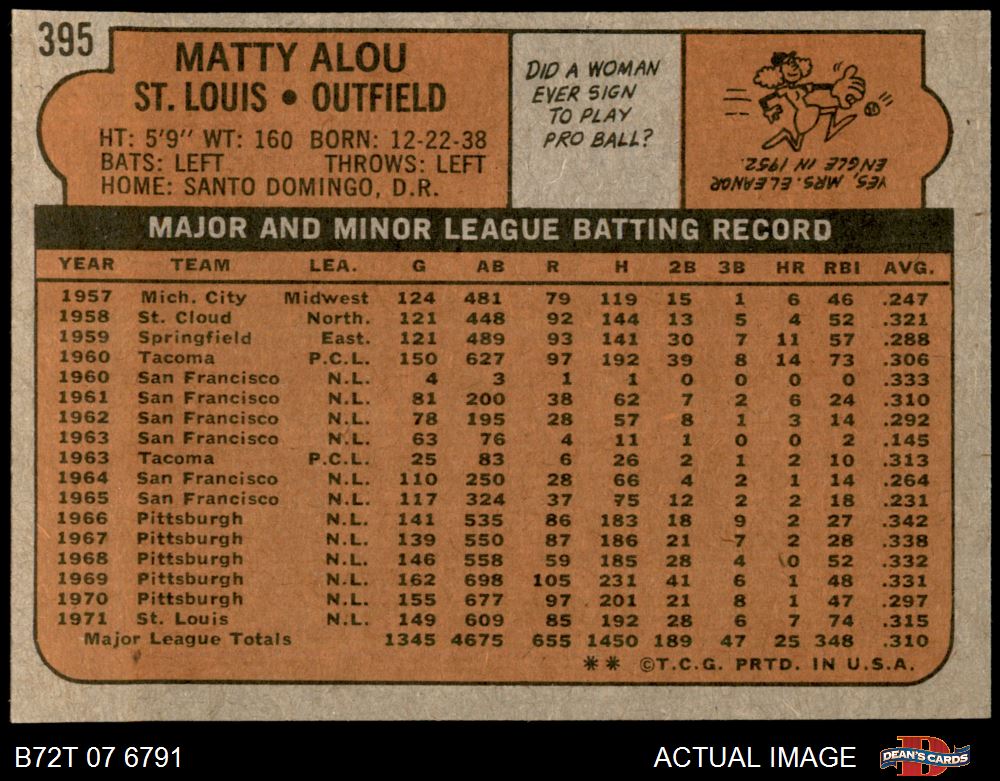 395
MATTY ALOU
ST. LOUIS • OUTFIELD
HT: 5'9" WT: 160 BORN: 12-22-38
BATS: LEFT THROWS: LEFT
HOME: SANTO DOMINGO, D.R.
DID A WOMAN
EVER SIGN
TO PLAY
PRO BALL?
YES, MRS. ELEANOR
ENGLE IN 1952.
MAJOR AND MINOR LEAGUE BATTING RECORD
YEAR TEAM LEA. G AB R H 2B 3B HR RBI AVG.
1957 Mich. City Midwest 124 481 79 119 15 1 6 46 .247
1958 St. Cloud North. 121 448 92 144 13 5 4 52 .321
1959 Springfield East. 121 489 93 141 30 7 11 57 .288
1960 Tacoma P.C.L. 150 627 97 192 39 8 14 73 .306
1960 San Francisco N.L. 4 3 1 1 0 0 0 0 .333
1961 San Francisco N.L. 81 200 38 62 7 2 6 24 .310
1962 San Francisco N.L. 78 195 28 57 8 1 3 14 .292
1963 San Francisco N.L. 63 76 4 11 1 0 0 2 .145
1963 Tacoma P.C.L. 25 83 6 26 2 1 2 10 .313
1964 San Francisco N.L. 110 250 28 66 4 2 1 14 .264
1965 San Francisco N.L. 117 324 37 75 12 2 2 18 .231
1966 Pittsburgh N.L. 141 535 86 183 18 9 2 27 .342
1967 Pittsburgh N.L. 139 550 87 186 21 7 2 28 .338
1968 Pittsburgh N.L. 146 558 59 185 28 4 0 52 .332
1969 Pittsburgh N.L. 162 698 105 231 41 6 1 48 .331
1970 Pittsburgh N.L. 155 677 97 201 21 8 1 47 .297
1971 St. Louis N.L. 149 609 85 192 28 6 7 74 .315
Major League Totals 1345 4675 655 1450 189 47 25 348 .310
** ©T.C.G. PRTD. IN U.S.A.
B72T 07 6791
ACTUAL IMAGE
DEAN'S CARDS